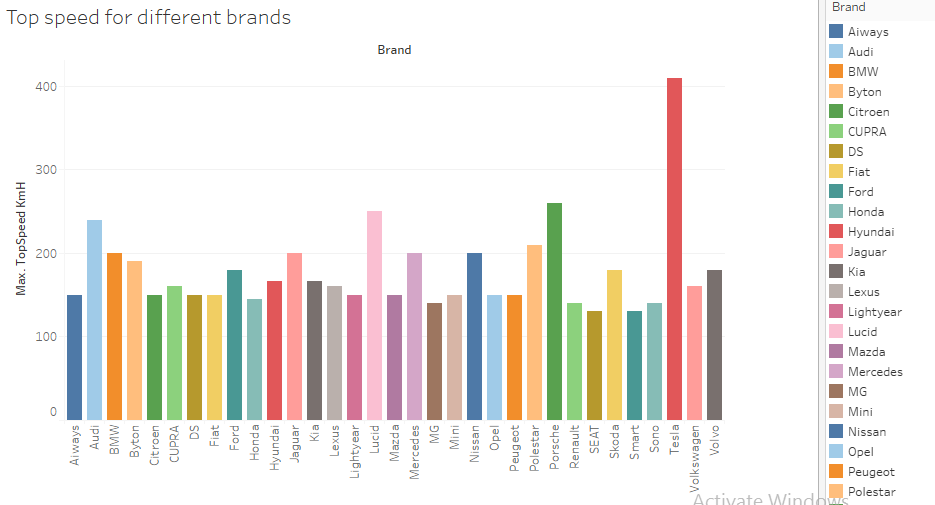 Top speed for different brands
Brand
Max. TopSpeed KmH
400
300
200
100
0
Aiways
Audi
BMW
Byton
Citroen
CUPRA
DS
Fiat
Ford
Honda
Hyundai
Jaguar
Kia
Lexus
Lightyear
Lucid
Mazda
Mercedes
MG
Mini
Nissan
Opel
Peugeot
Polestar
Porsche
Renault
SEAT
Skoda
Smart
Sono
Tesla
Volkswagen
Volvo
Brand
Aiways
Audi
BMW
Byton
Citroen
CUPRA
DS
Fiat
Ford
Honda
Hyundai
Jaguar
Kia
Lexus
Lightyear
Lucid
Mazda
Mercedes
MG
Mini
Nissan
Opel
Peugeot
Polestar
Activate Windows